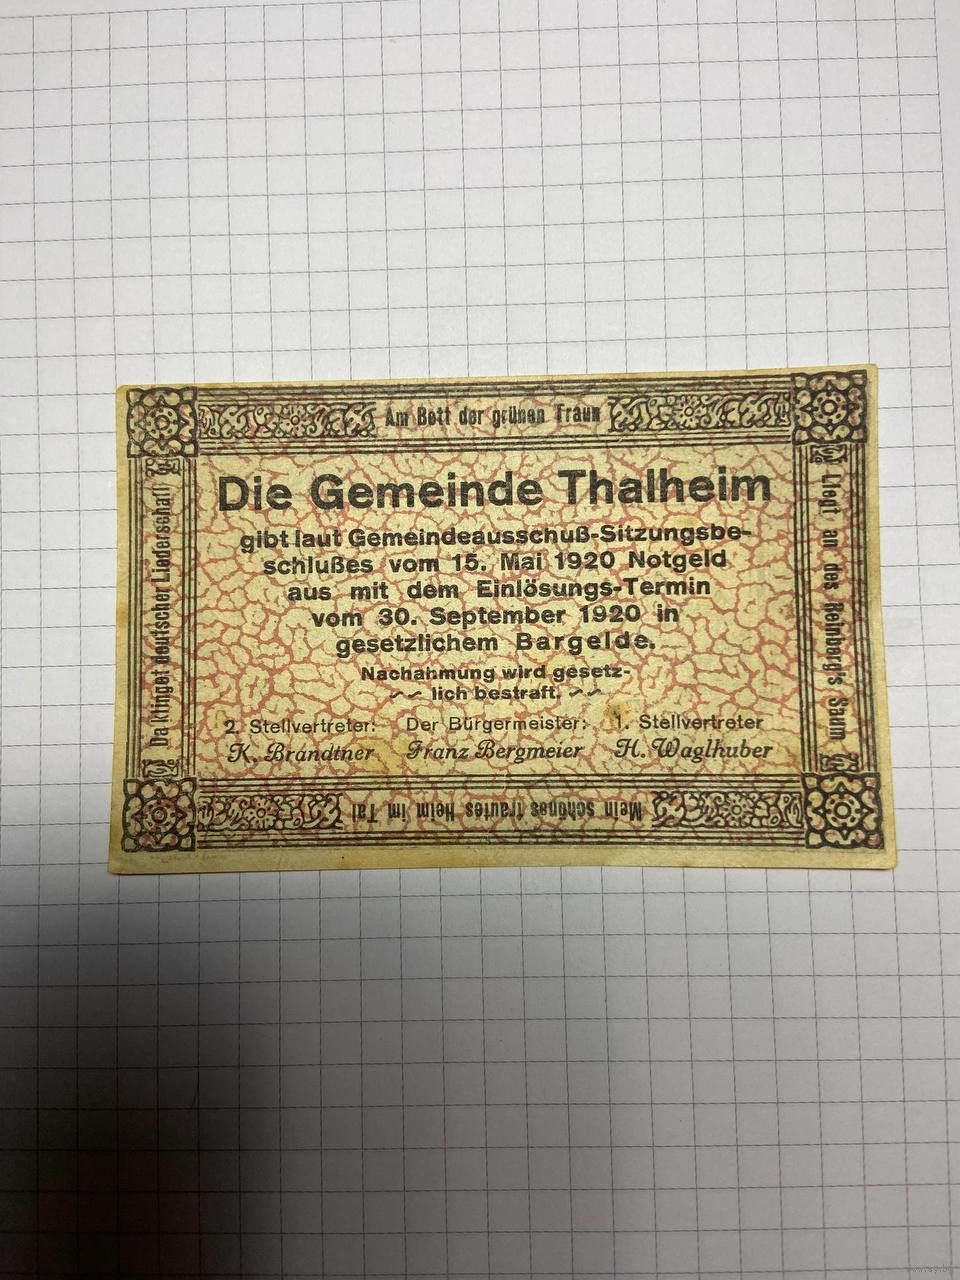 Am Bett der grünen Traun
Die Gemeinde Thalheim
gibt laut Gemeindeausschuß-Sitzungsbe-
schlußes vom 15. Mai 1920 Notgeld
aus mit dem Einlösungs-Termin
vom 30. September 1920 in
gesetzlichem Bargelde.
Nachahmung wird gesetz-
lich bestraft.
2. Stellvertreter: Der Bürgermeister: 1. Stellvertreter
K. Brandtner Franz Bergmeier H. Waglhuber
Liegt an des Reinberg's Saum
Mein schönes trautes Heim im Tal
Da klinget deutscher Liederschall